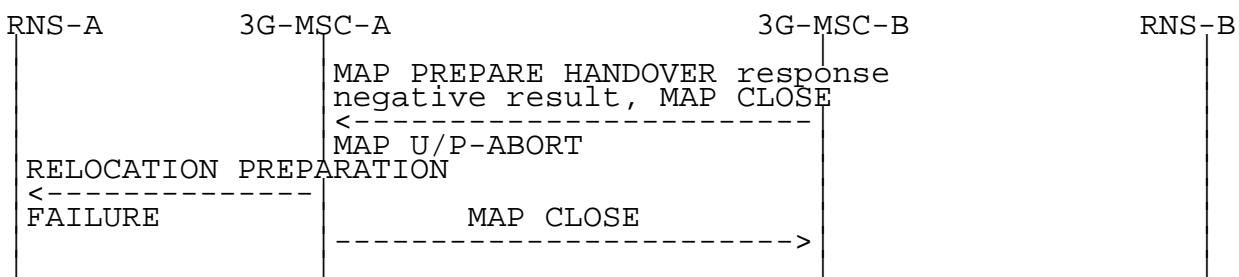 RNS-A 3G-MSC-A 3G-MSC-B RNS-B
MAP PREPARE HANDOVER response
negative result, MAP CLOSE
MAP U/P-ABORT
RELOCATION PREPARATION
FAILURE MAP CLOSE